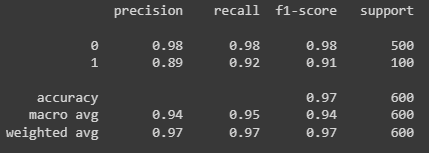 precision recall f1-score support
0 0.98 0.98 0.98 500
1 0.89 0.92 0.91 100
accuracy 0.97 600
macro avg 0.94 0.95 0.94 600
weighted avg 0.97 0.97 0.97 600